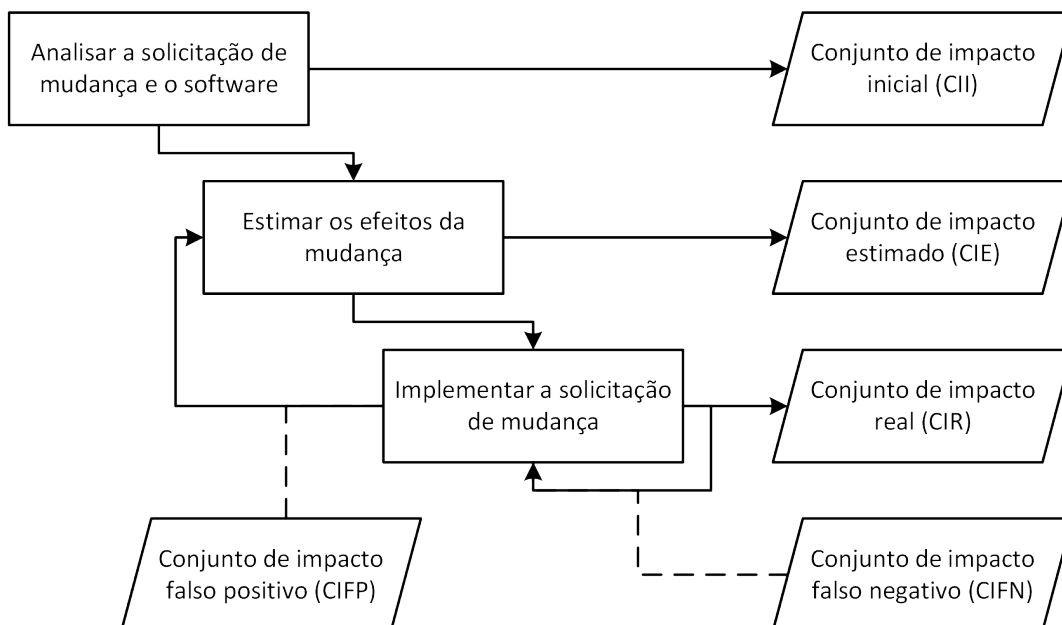 Analisar a solicitação de
mudança e o software
Conjunto de impacto
inicial (CII)
Estimar os efeitos da
mudança
Conjunto de impacto
estimado (CIE)
Implementar a solicitação
de mudança
Conjunto de impacto
real (CIR)
Conjunto de impacto
falso positivo (CIFP)
Conjunto de impacto
falso negativo (CIFN)